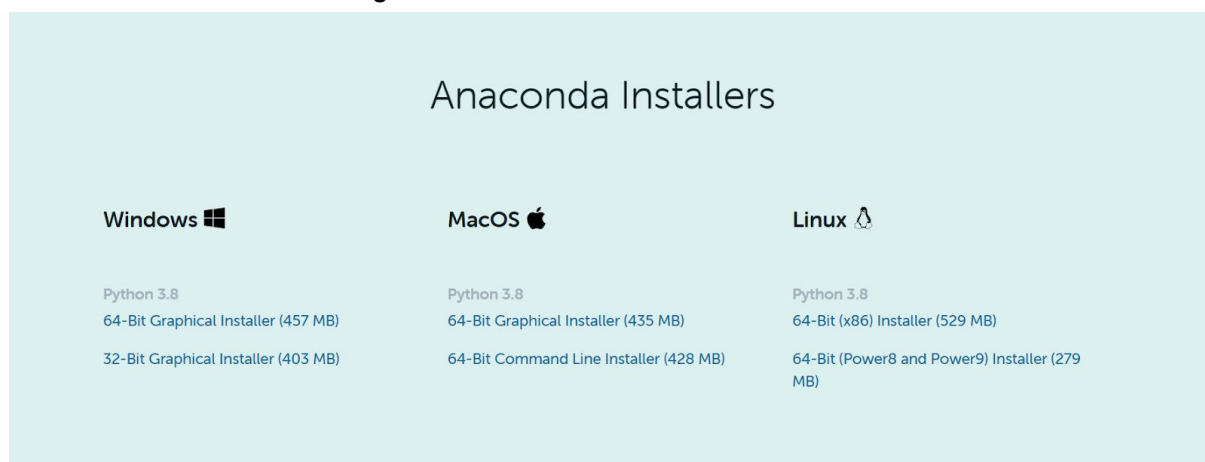 g
Anaconda Installers
Windows
MacOS
Linux
Python 3.8
64-Bit Graphical Installer (457 MB)
32-Bit Graphical Installer (403 MB)
Python 3.8
64-Bit Graphical Installer (435 MB)
64-Bit Command Line Installer (428 MB)
Python 3.8
64-Bit (x86) Installer (529 MB)
64-Bit (Power8 and Power9) Installer (279
MB)